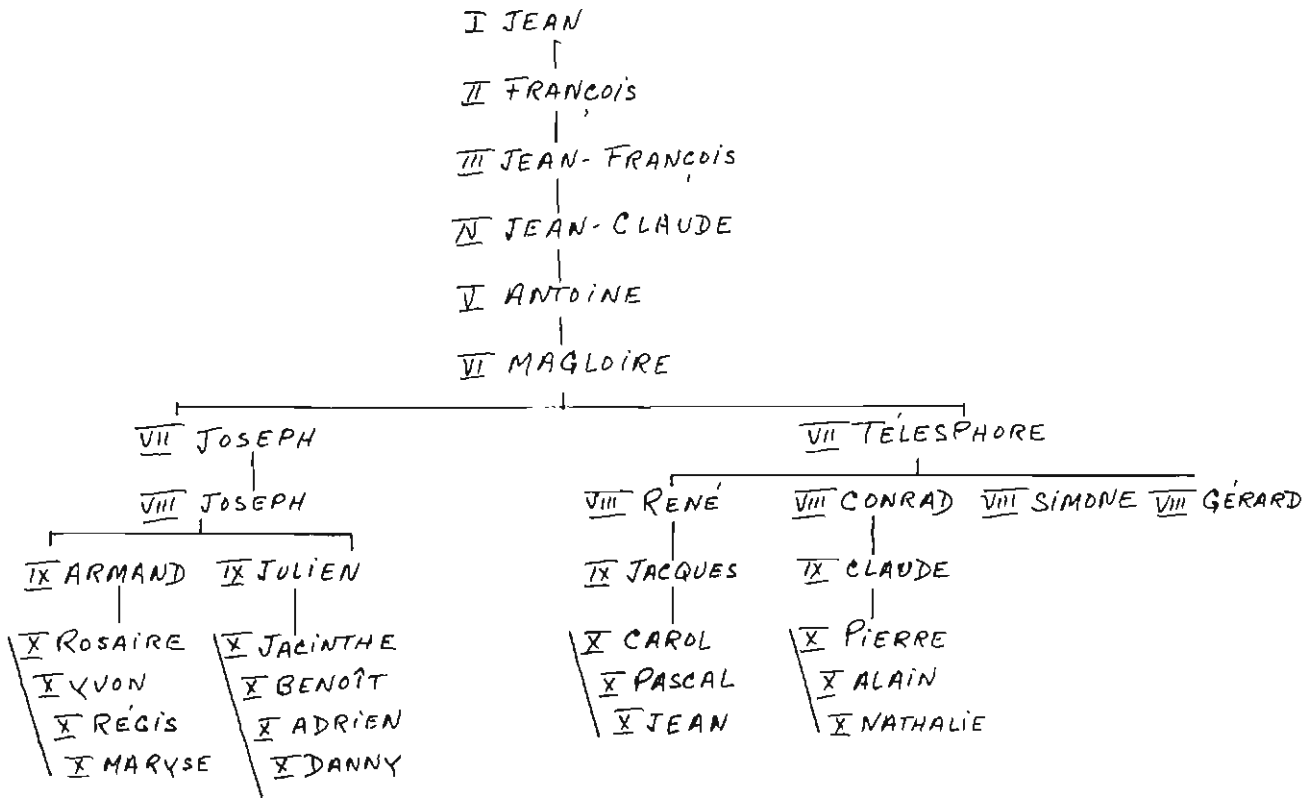 I JEAN
II FRANÇOIS
III JEAN-FRANÇOIS
IV JEAN-CLAUDE
V ANTOINE
VI MAGLOIRE
VII JOSEPH VII TÉLESPHORE
VIII JOSEPH VIII RENÉ VIII CONRAD VIII SIMONE VIII GÉRARD
IX ARMAND IX JULIEN IX JACQUES IX CLAUDE
X ROSAIRE X JACINTHE X CAROL X PIERRE
X YVON X BENOÎT X PASCAL X ALAIN
X RÉGIS X ADRIEN X JEAN X NATHALIE
X MARYSE X DANNY